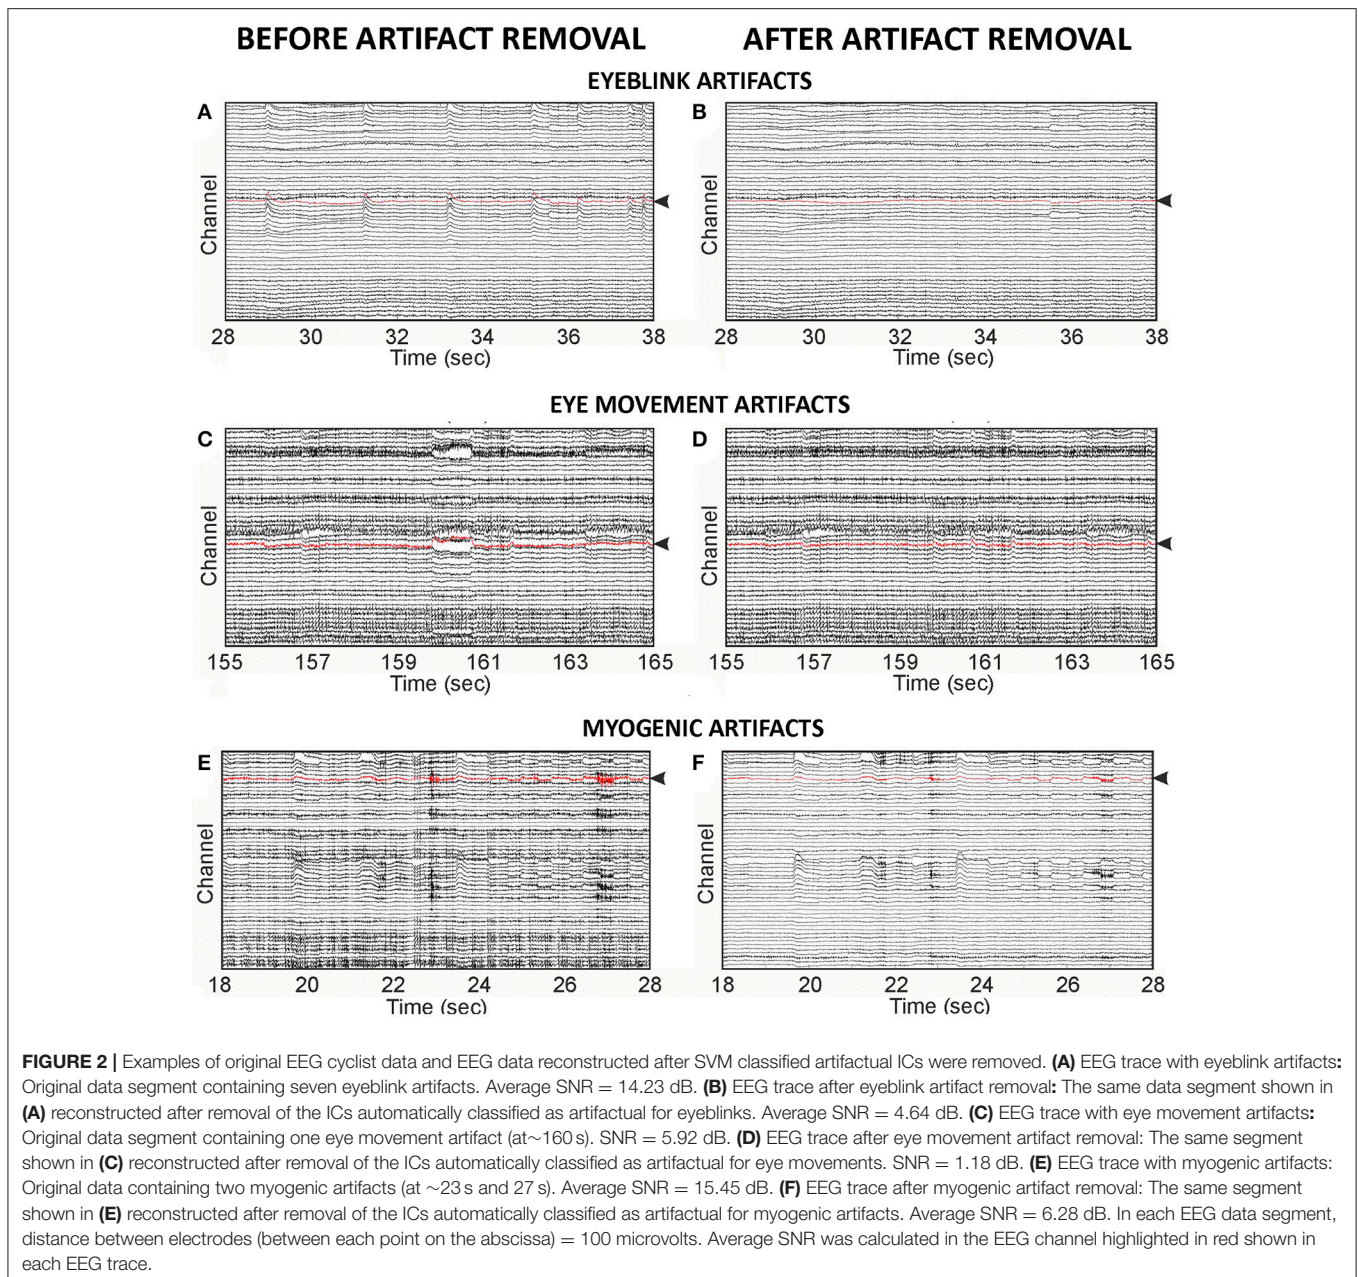 BEFORE ARTIFACT REMOVAL AFTER ARTIFACT REMOVAL
EYEBLINK ARTIFACTS
A B
Channel Channel
28 30 32 34 36 38 28 30 32 34 36 38
Time (sec) Time (sec)
EYE MOVEMENT ARTIFACTS
C D
Channel Channel
155 157 159 161 163 165 155 157 159 161 163 165
Time (sec) Time (sec)
MYOGENIC ARTIFACTS
E F
Channel Channel
18 20 22 24 26 28 18 20 22 24 26 28
Time (sec) Time (sec)
FIGURE 2 | Examples of original EEG cyclist data and EEG data reconstructed after SVM classified artifactual ICs were removed. (A) EEG trace with eyeblink artifacts:
Original data segment containing seven eyeblink artifacts. Average SNR = 14.23 dB. (B) EEG trace after eyeblink artifact removal: The same data segment shown in
(A) reconstructed after removal of the ICs automatically classified as artifactual for eyeblinks. Average SNR = 4.64 dB. (C) EEG trace with eye movement artifacts:
Original data segment containing one eye movement artifact (at∼160 s). SNR = 5.92 dB. (D) EEG trace after eye movement artifact removal: The same segment
shown in (C) reconstructed after removal of the ICs automatically classified as artifactual for eye movements. SNR = 1.18 dB. (E) EEG trace with myogenic artifacts:
Original data containing two myogenic artifacts (at ∼23 s and 27 s). Average SNR = 15.45 dB. (F) EEG trace after myogenic artifact removal: The same segment
shown in (E) reconstructed after removal of the ICs automatically classified as artifactual for myogenic artifacts. Average SNR = 6.28 dB. In each EEG data segment,
distance between electrodes (between each point on the abscissa) = 100 microvolts. Average SNR was calculated in the EEG channel highlighted in red shown in
each EEG trace.